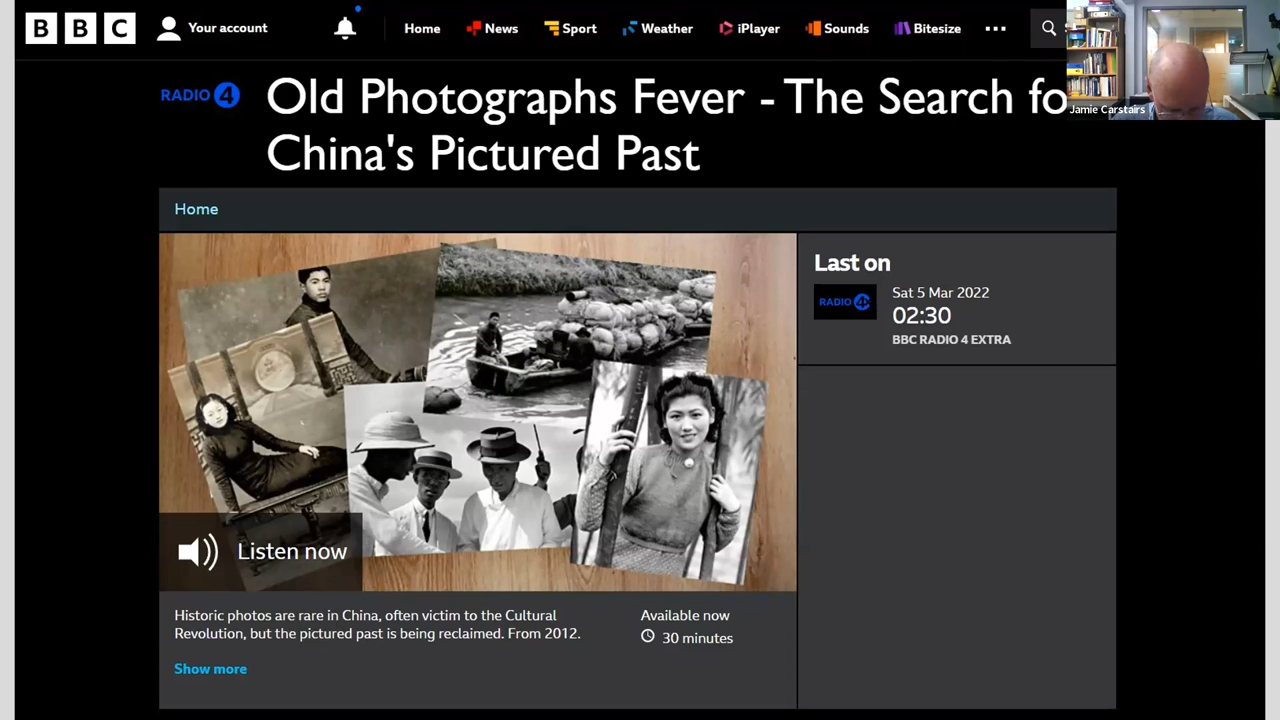 BBC
Your account
Home
News
Sport
Weather
iPlayer
Sounds
Bitesize
Jamie Carstairs
RADIO 4
Old Photographs Fever - The Search fo
China's Pictured Past
Home
Last on
RADIO 4
Sat 5 Mar 2022
02:30
BBC RADIO 4 EXTRA
Listen now
Historic photos are rare in China, often victim to the Cultural
Revolution, but the pictured past is being reclaimed. From 2012.
Available now
30 minutes
Show more